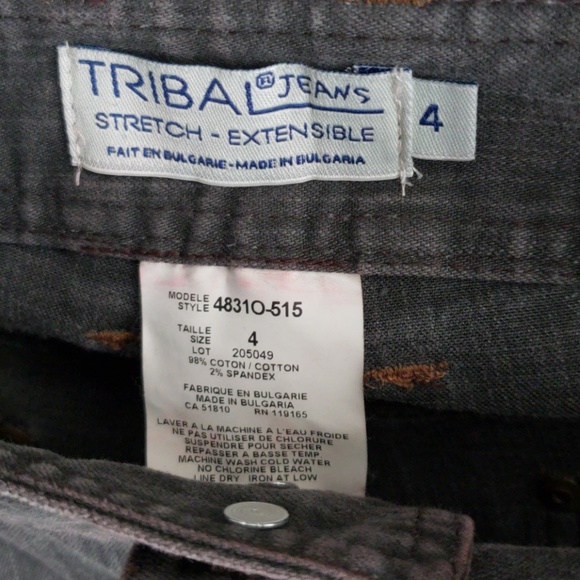 TRIBAL® JEANS
STRETCH - EXTENSIBLE
FAIT EN BULGARIE-MADE IN BULGARIA
4
MODELE
STYLE 4831O-515
TAILLE
SIZE 4
LOT 205049
98% COTON / COTTON
2% SPANDEX
FABRIQUE EN BULGARIE
MADE IN BULGARIA
CA 51810 RN 119165
LAVER A LA MACHINE A L'EAU FROIDE
NE PAS UTILISER DE CHLORURE
SUSPENDRE POUR SECHER
REPASSER A BASSE TEMP.
MACHINE WASH COLD WATER
NO CHLORINE BLEACH
LINE DRY IRON AT LOW